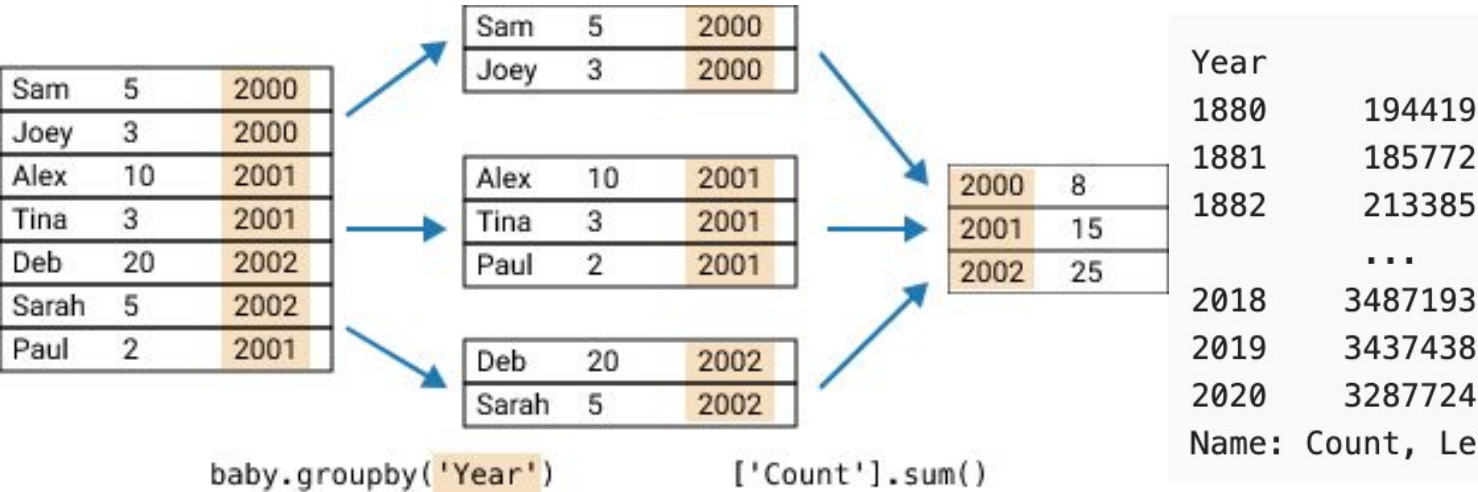 Sam 5 2000
Joey 3 2000
Alex 10 2001
Tina 3 2001
Deb 20 2002
Sarah 5 2002
Paul 2 2001
Sam 5 2000
Joey 3 2000
Alex 10 2001
Tina 3 2001
Paul 2 2001
Deb 20 2002
Sarah 5 2002
2000 8
2001 15
2002 25
baby.groupby('Year') ['Count'].sum()
Year
1880 194419
1881 185772
1882 213385
...
2018 3487193
2019 3437438
2020 3287724
Name: Count, Le